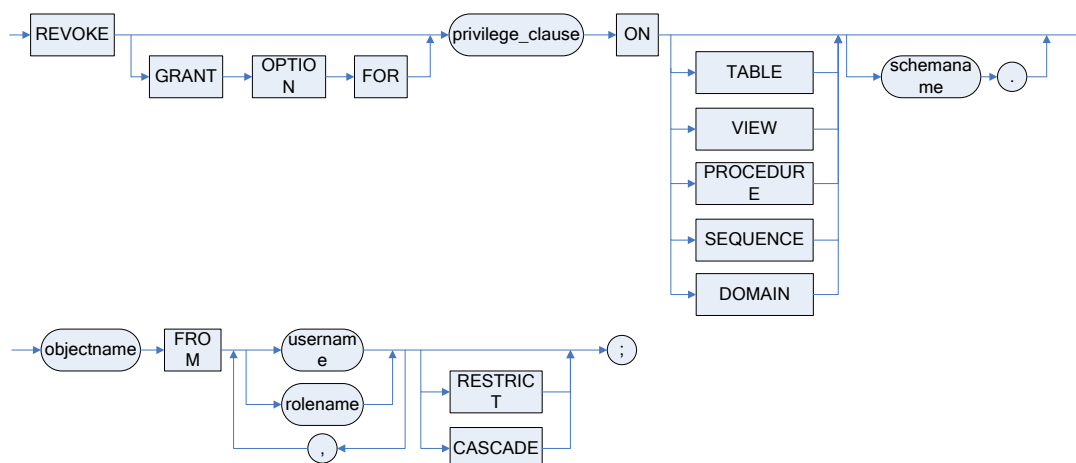 REVOKE
GRANT
OPTIO
N
FOR
privilege_clause
ON
TABLE
VIEW
PROCEDUR
E
SEQUENCE
DOMAIN
schemana
me
.
objectname
FRO
M
usernam
e
rolename
,
RESTRIC
T
CASCADE
;